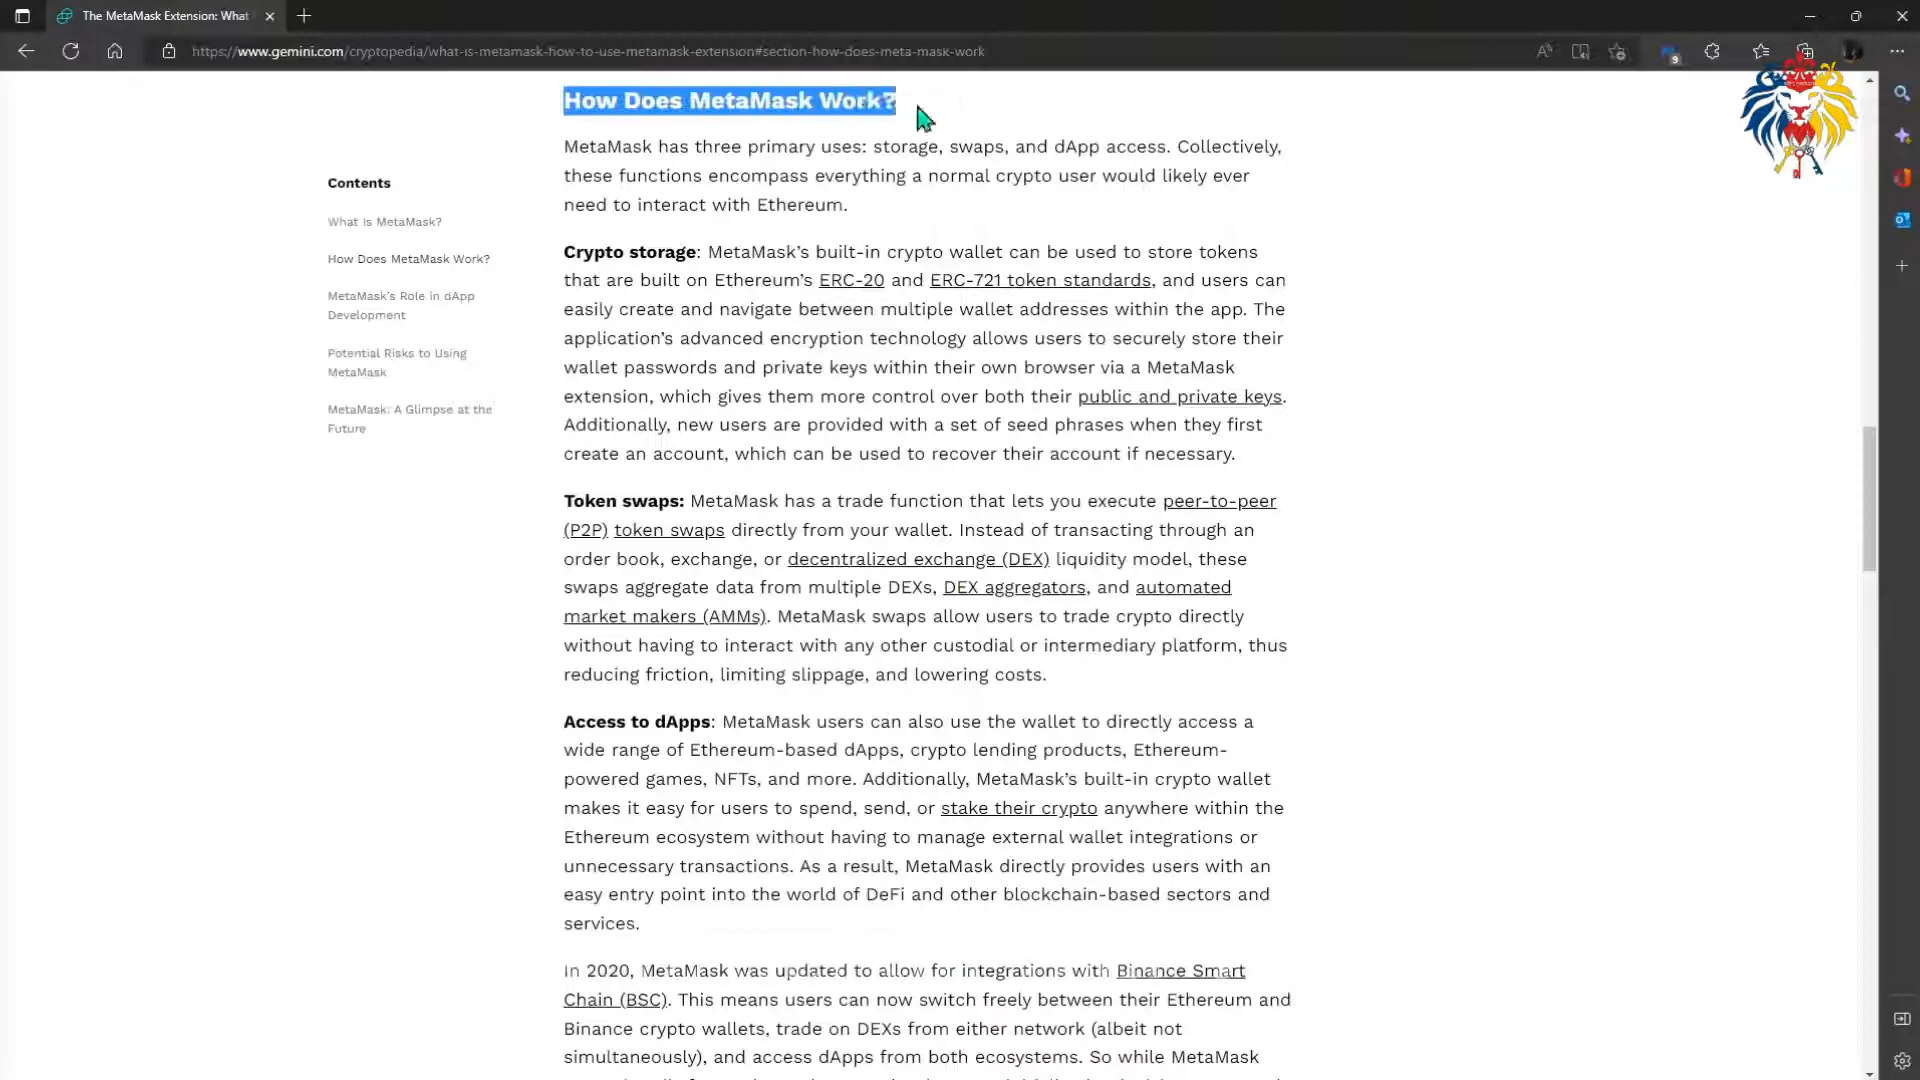 The MetaMask Extension: What
https://www.gemini.com/cryptopedia/what-is-metamask-how-to-use-metamask-extension#section-how-does-meta-mask-work
9
How Does MetaMask Work?
MetaMask has three primary uses: storage, swaps, and dApp access. Collectively,
these functions encompass everything a normal crypto user would likely ever
need to interact with Ethereum.
Contents
What Is MetaMask?
How Does MetaMask Work?
MetaMask's Role in dApp
Development
Potential Risks to Using
MetaMask
MetaMask: A Glimpse at the
Future
Crypto storage: MetaMask's built-in crypto wallet can be used to store tokens
that are built on Ethereum's ERC-20 and ERC-721 token standards, and users can
easily create and navigate between multiple wallet addresses within the app. The
application's advanced encryption technology allows users to securely store their
wallet passwords and private keys within their own browser via a MetaMask
extension, which gives them more control over both their public and private keys.
Additionally, new users are provided with a set of seed phrases when they first
create an account, which can be used to recover their account if necessary.
Token swaps: MetaMask has a trade function that lets you execute peer-to-peer
(P2P) token swaps directly from your wallet. Instead of transacting through an
order book, exchange, or decentralized exchange (DEX) liquidity model, these
swaps aggregate data from multiple DEXs, DEX aggregators, and automated
market makers (AMMs). MetaMask swaps allow users to trade crypto directly
without having to interact with any other custodial or intermediary platform, thus
reducing friction, limiting slippage, and lowering costs.
Access to dApps: MetaMask users can also use the wallet to directly access a
wide range of Ethereum-based dApps, crypto lending products, Ethereum-
powered games, NFTs, and more. Additionally, MetaMask's built-in crypto wallet
makes it easy for users to spend, send, or stake their crypto anywhere within the
Ethereum ecosystem without having to manage external wallet integrations or
unnecessary transactions. As a result, MetaMask directly provides users with an
easy entry point into the world of DeFi and other blockchain-based sectors and
services.
In 2020, MetaMask was updated to allow for integrations with Binance Smart
Chain (BSC). This means users can now switch freely between their Ethereum and
Binance crypto wallets, trade on DEXs from either network (albeit not
simultaneously), and access dApps from both ecosystems. So while MetaMask